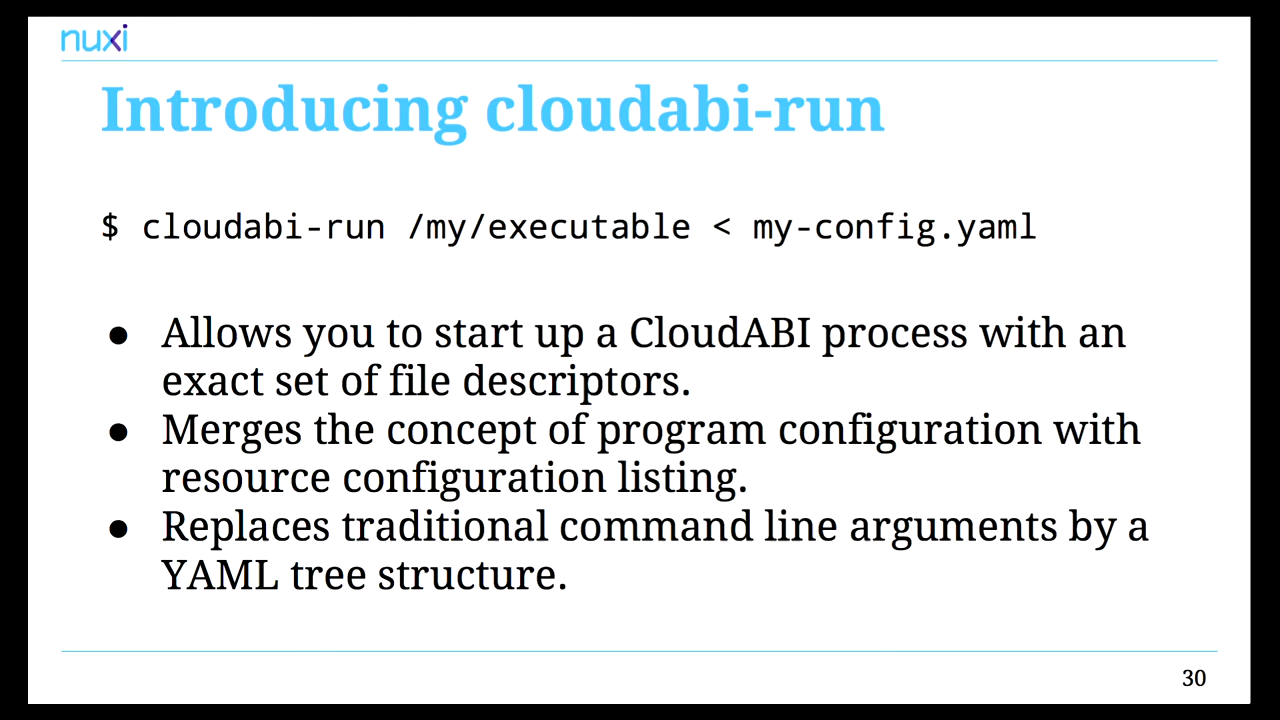 nuxi
Introducing cloudabi-run
$ cloudabi-run /my/executable < my-config.yaml
● Allows you to start up a CloudABI process with an
exact set of file descriptors.
● Merges the concept of program configuration with
resource configuration listing.
● Replaces traditional command line arguments by a
YAML tree structure.
30